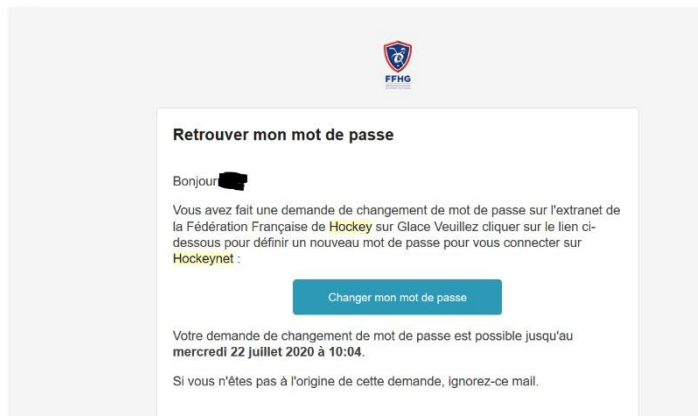 FFHG
Retrouver mon mot de passe
Bonjour
Vous avez fait une demande de changement de mot de passe sur l'extranet de
la Fédération Française de Hockey sur Glace Veuillez cliquer sur le lien ci-
dessous pour définir un nouveau mot de passe pour vous connecter sur
Hockeynet :
Changer mon mot de passe
Votre demande de changement de mot de passe est possible jusqu'au
mercredi 22 juillet 2020 à 10:04.
Si vous n'êtes pas à l'origine de cette demande, ignorez-ce mail.